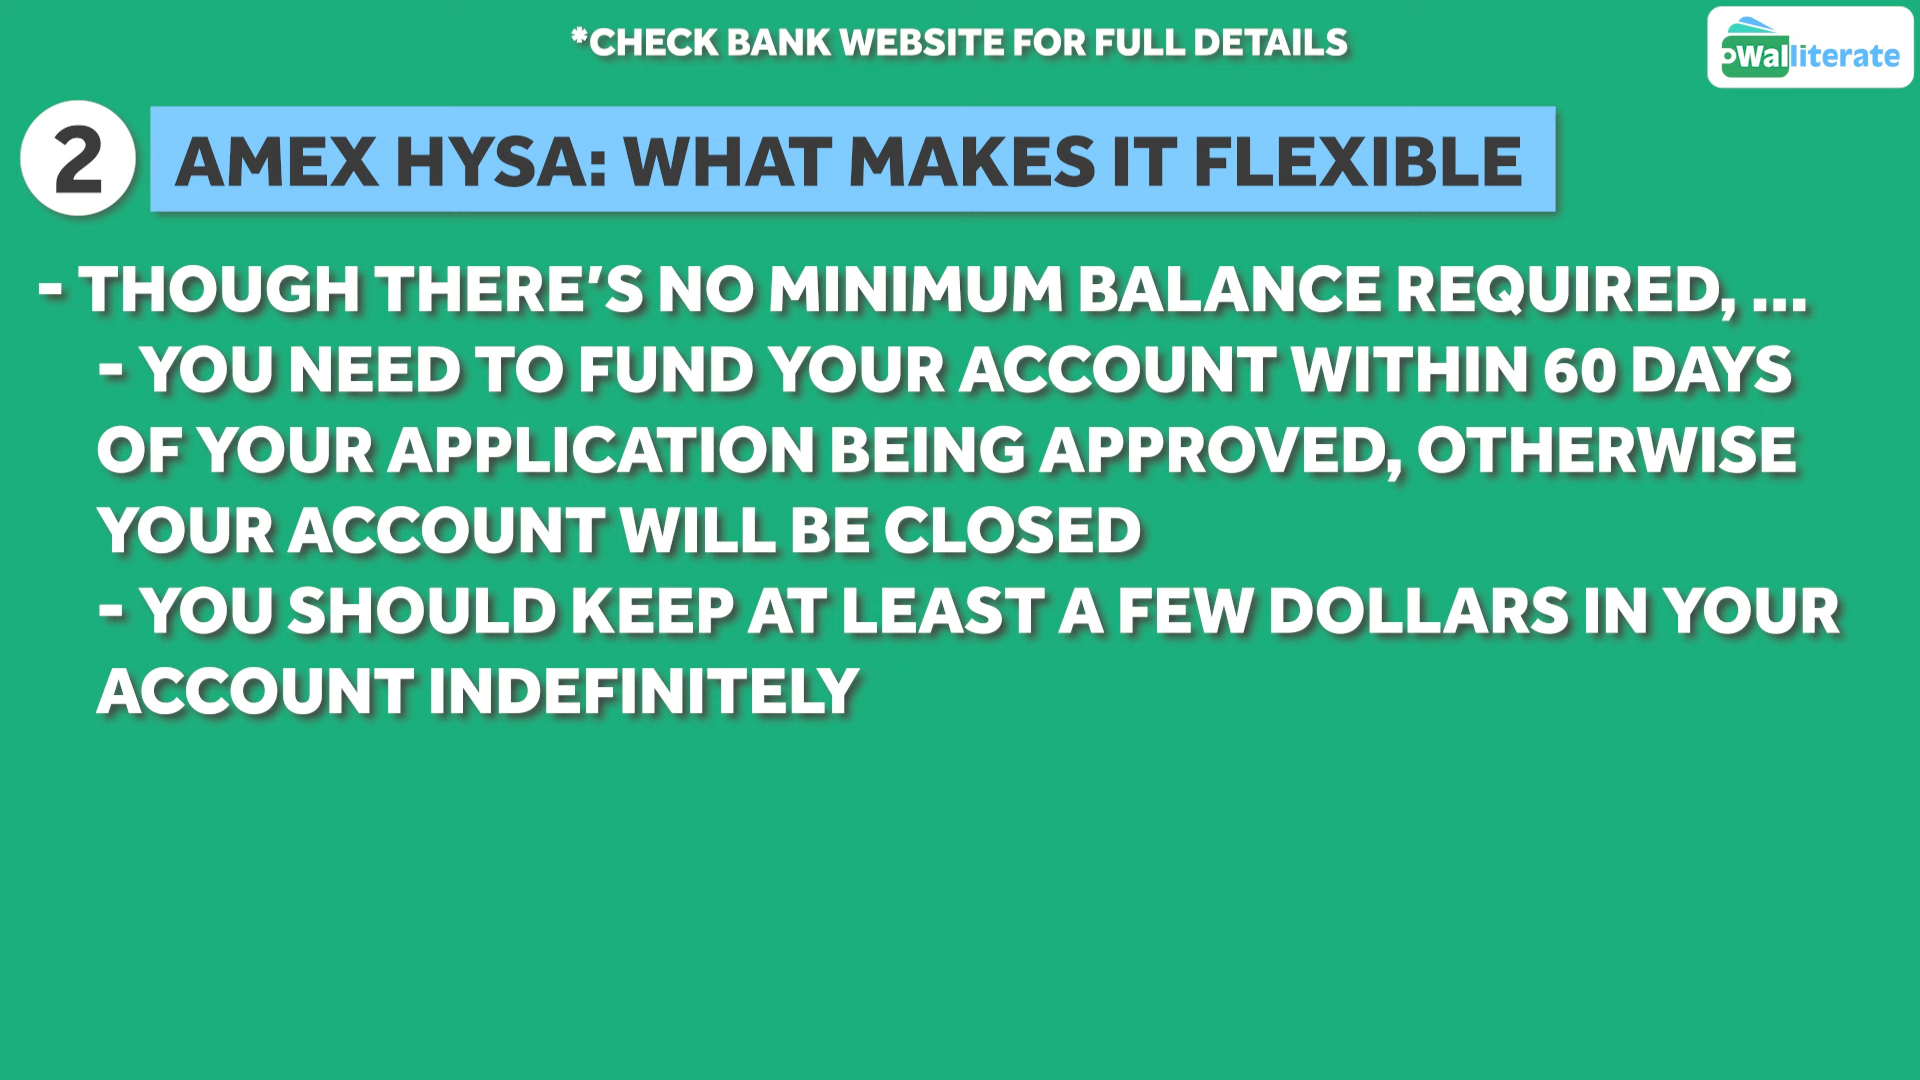 *CHECK BANK WEBSITE FOR FULL DETAILS
oWalliterate
2 AMEX HYSA: WHAT MAKES IT FLEXIBLE
- THOUGH THERE'S NO MINIMUM BALANCE REQUIRED, ...
- YOU NEED TO FUND YOUR ACCOUNT WITHIN 60 DAYS
OF YOUR APPLICATION BEING APPROVED, OTHERWISE
YOUR ACCOUNT WILL BE CLOSED
- YOU SHOULD KEEP AT LEAST A FEW DOLLARS IN YOUR
ACCOUNT INDEFINITELY